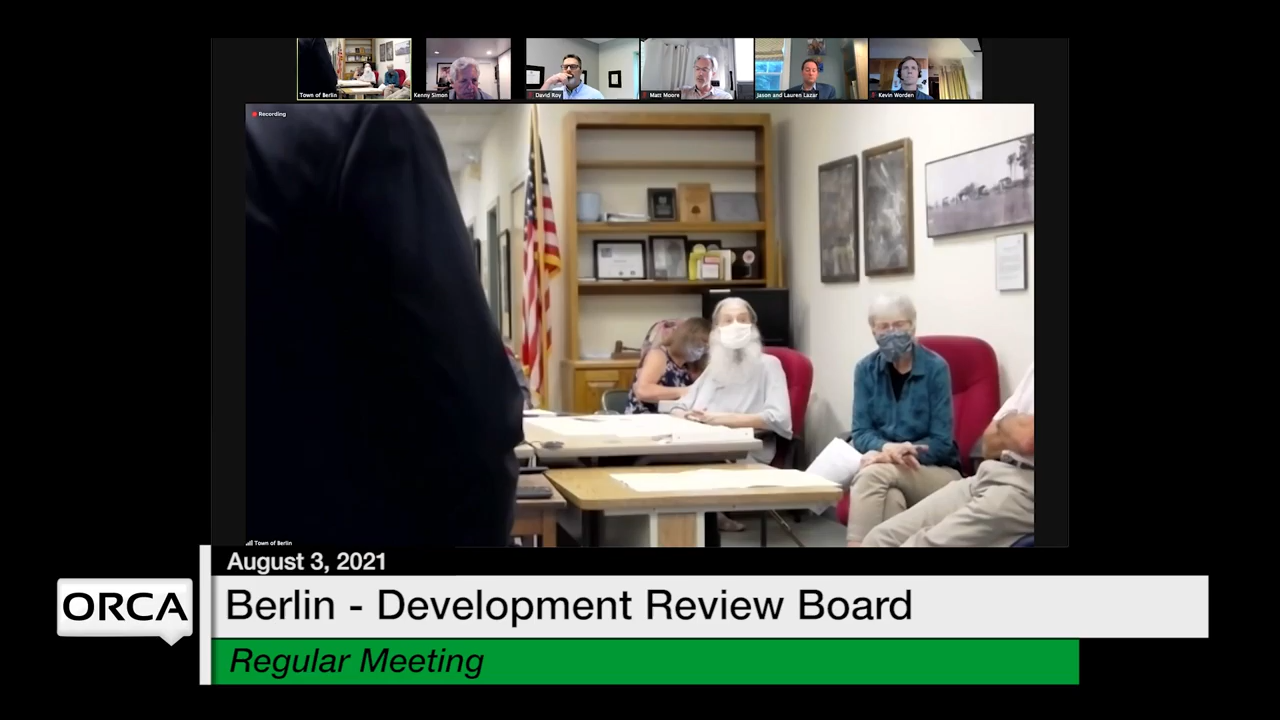 Town of Berlin
Kenny Simon
David Roy
Matt Moore
Jason and Lauren Lazar
Kevin Worden
Recording
Town of Berlin
August 3, 2021
ORCA
Berlin - Development Review Board
Regular Meeting